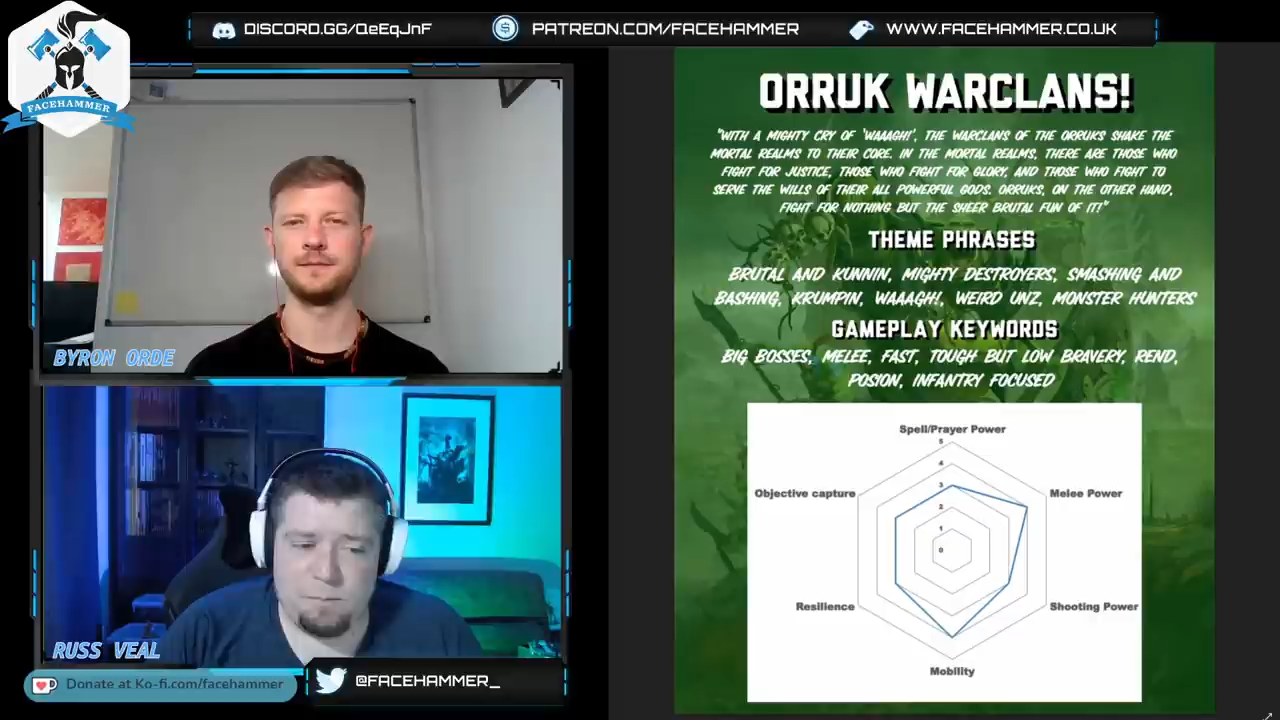 DISCORD.GG/QeEqJnF
PATREON.COM/FACEHAMMER
WWW.FACEHAMMER.CO.UK
FACEHAMMER
BYRON ORDE
RUSS VEAL
Donate at Ko-fi.com/facehammer
@FACEHAMMER_
ORRUK WARCLANS!
"WITH A MIGHTY CRY OF 'WAAAGH!', THE WARCLANS OF THE ORRUKS SHAKE THE
MORTAL REALMS TO THEIR CORE. IN THE MORTAL REALMS, THERE ARE THOSE WHO
FIGHT FOR JUSTICE, THOSE WHO FIGHT FOR GLORY, AND THOSE WHO FIGHT TO
SERVE THE WILLS OF THEIR ALL POWERFUL GODS. ORRUKS, ON THE OTHER HAND,
FIGHT FOR NOTHING BUT THE SHEER BRUTAL FUN OF IT!"
THEME PHRASES
BRUTAL AND KUNNIN, MIGHTY DESTROYERS, SMASHING AND
BASHING, KRUMPIN, WAAAGH!, WEIRD UNZ, MONSTER HUNTERS
GAMEPLAY KEYWORDS
BIG BOSSES, MELEE, FAST, TOUGH BUT LOW BRAVERY, REND,
POSION, INFANTRY FOCUSED
Spell/Prayer Power
5
4
3
2
1
0
Objective capture
Melee Power
Resilience
Shooting Power
Mobility